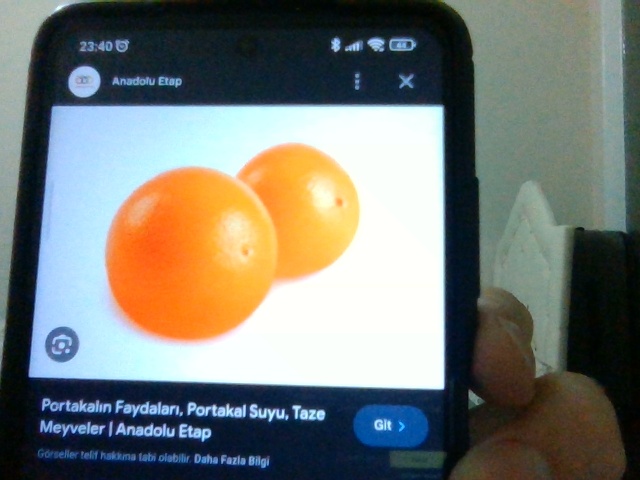 23:40
44
Anadolu Etap
Portakalın Faydaları, Portakal Suyu, Taze
Meyveler | Anadolu Etap
Git
Görseller telif hakkına tabi olabilir. Daha Fazla Bilgi